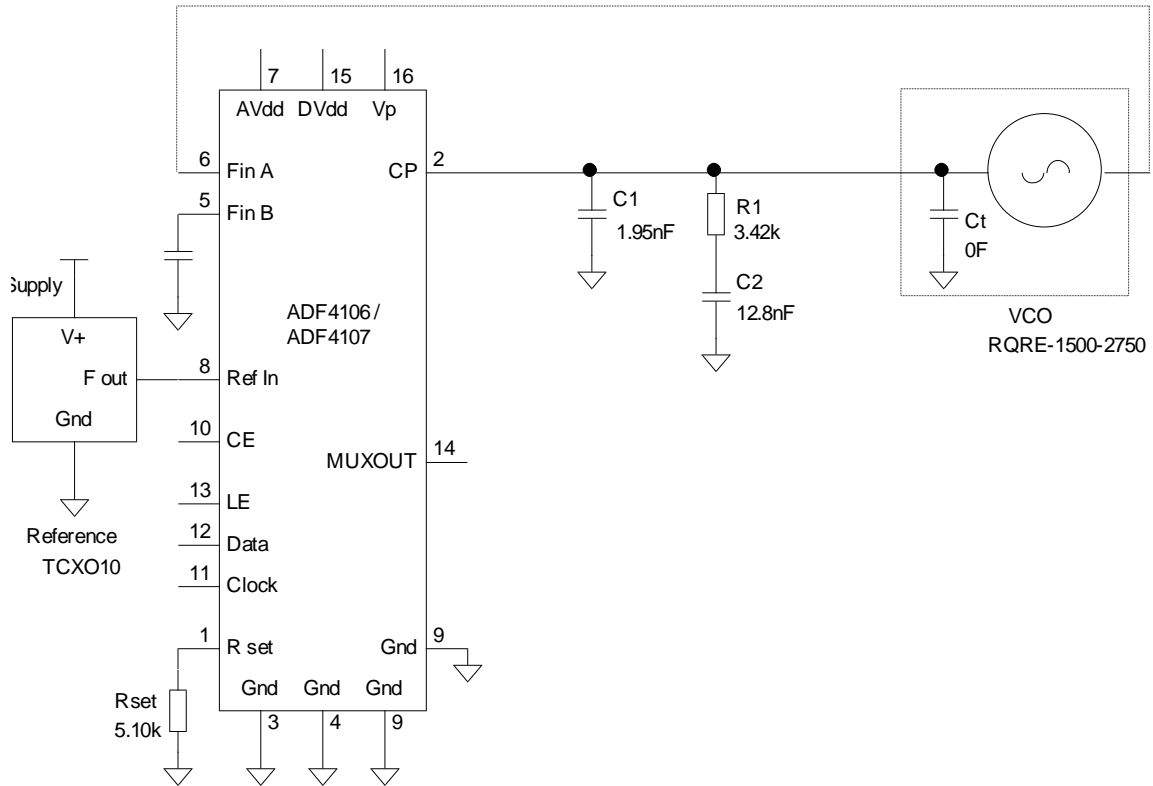 7 15 16
AVdd DVdd Vp
6 Fin A CP 2
5 Fin B
C1
1.95nF
R1
3.42k
Ct
0F
C2
12.8nF
VCO
RQRE-1500-2750
ADF4106 /
ADF4107
Supply
V+
F out
Gnd
8 Ref In
10 CE
MUXOUT 14
13 LE
12 Data
11 Clock
Reference
TCXO10
1 R set
Gnd 9
Rset
5.10k
Gnd Gnd Gnd
3 4 9